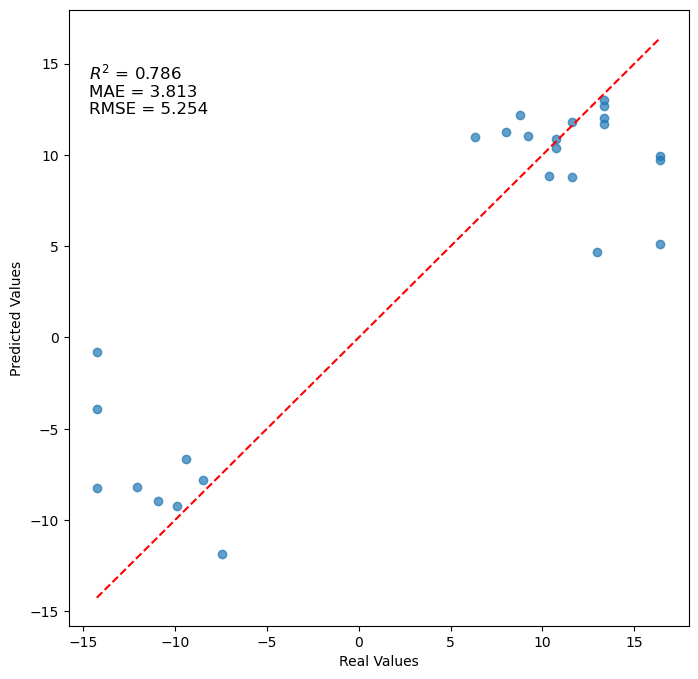 R² = 0.786
MAE = 3.813
RMSE = 5.254
15
10
5
0
−5
−10
−15
Predicted Values
−15 −10 −5 0 5 10 15
Real Values